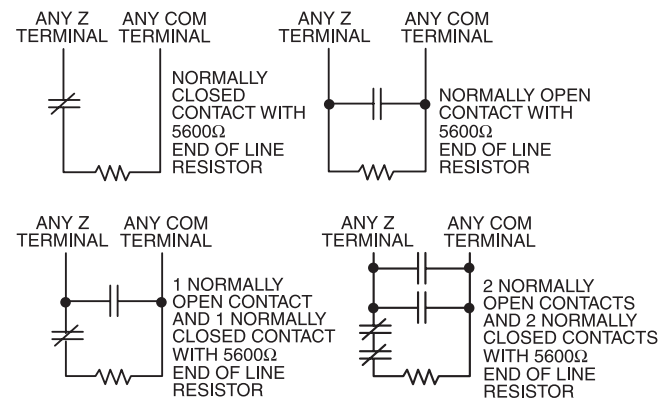 ANY Z
TERMINAL
ANY COM
TERMINAL
NORMALLY
CLOSED
CONTACT WITH
5600Ω
END OF LINE
RESISTOR
ANY Z
TERMINAL
ANY COM
TERMINAL
NORMALLY OPEN
CONTACT WITH
5600Ω
END OF LINE
RESISTOR
ANY Z
TERMINAL
ANY COM
TERMINAL
1 NORMALLY
OPEN CONTACT
AND 1 NORMALLY
CLOSED CONTACT
WITH 5600Ω
END OF LINE
RESISTOR
ANY Z
TERMINAL
ANY COM
TERMINAL
2 NORMALLY
OPEN CONTACTS
AND 2 NORMALLY
CLOSED CONTACTS
WITH 5600Ω
END OF LINE
RESISTOR